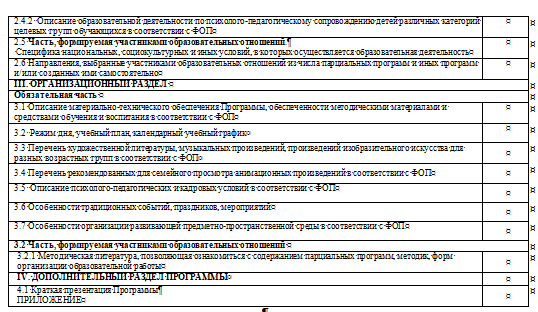 2.4.2 Описание образовательной деятельности по психолого-педагогическому сопровождению детей различных категорий
целевых групп обучающихся в соответствии с ФОП
2.5 Часть, формируемая участниками образовательных отношений
Специфика национальных, социокультурных и иных условий, в которых осуществляется образовательная деятельность
2.6 Направления, выбранные участниками образовательных отношений из числа парциальных программ и иных программ
и/или созданных ими самостоятельно
III. ОРГАНИЗАЦИОННЫЙ РАЗДЕЛ
Обязательная часть
3.1 Описание материально-технического обеспечения Программы, обеспеченности методическими материалами и
средствами обучения и воспитания в соответствии с ФОП
3.2 Режим дня, учебный план, календарный учебный график
3.3 Перечень художественной литературы, музыкальных произведений, произведений изобразительного искусства для
разных возрастных групп в соответствии с ФОП
3.4 Перечень рекомендованных для семейного просмотра анимационных произведений в соответствии с ФОП
3.5 Описание психолого-педагогических и кадровых условий в соответствии с ФОП
3.6 Особенности традиционных событий, праздников, мероприятий
3.7 Особенности организации развивающей предметно-пространственной среды в соответствии с ФОП
3.2 Часть, формируемая участниками образовательных отношений
3.2.1 Методическая литература, позволяющая ознакомиться с содержанием парциальных программ, методик, форм
организации образовательной работы
IV. ДОПОЛНИТЕЛЬНЫЙ РАЗДЕЛ ПРОГРАММЫ
4.1 Краткая презентация Программы
ПРИЛОЖЕНИЕ